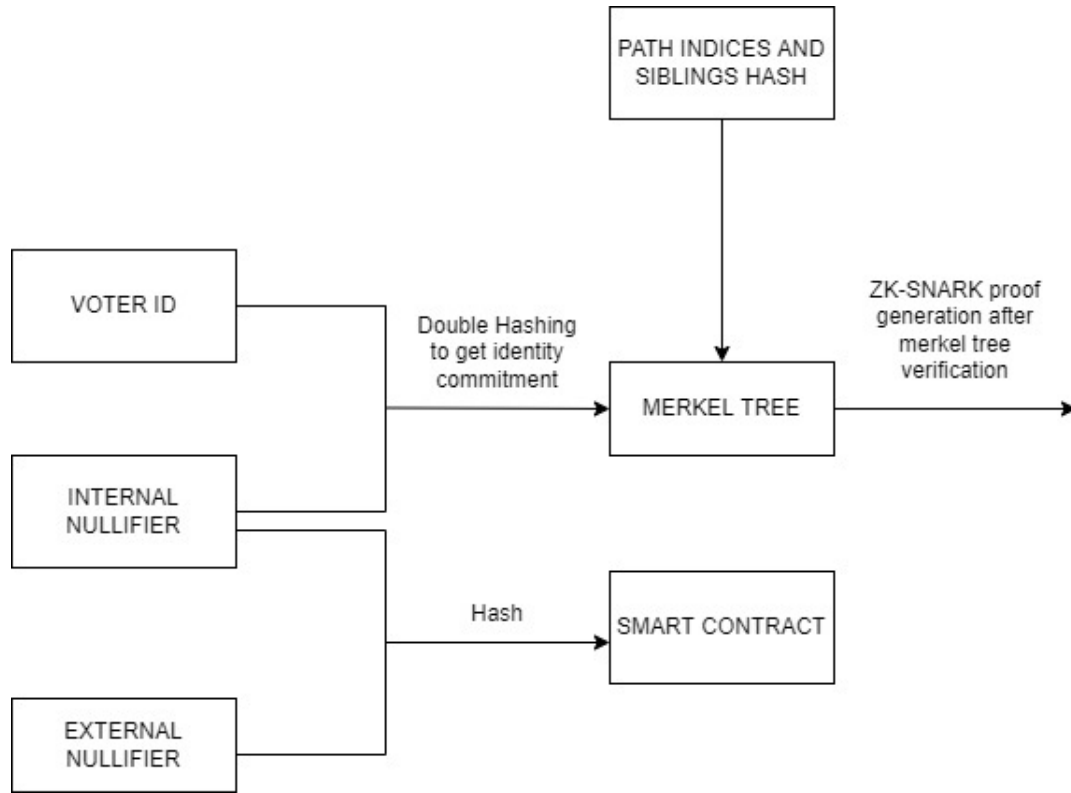 PATH INDICES AND
SIBLINGS HASH
VOTER ID
Double Hashing
to get identity
commitment
ZK-SNARK proof
generation after
merkel tree
verification
MERKEL TREE
INTERNAL
NULLIFIER
Hash
SMART CONTRACT
EXTERNAL
NULLIFIER